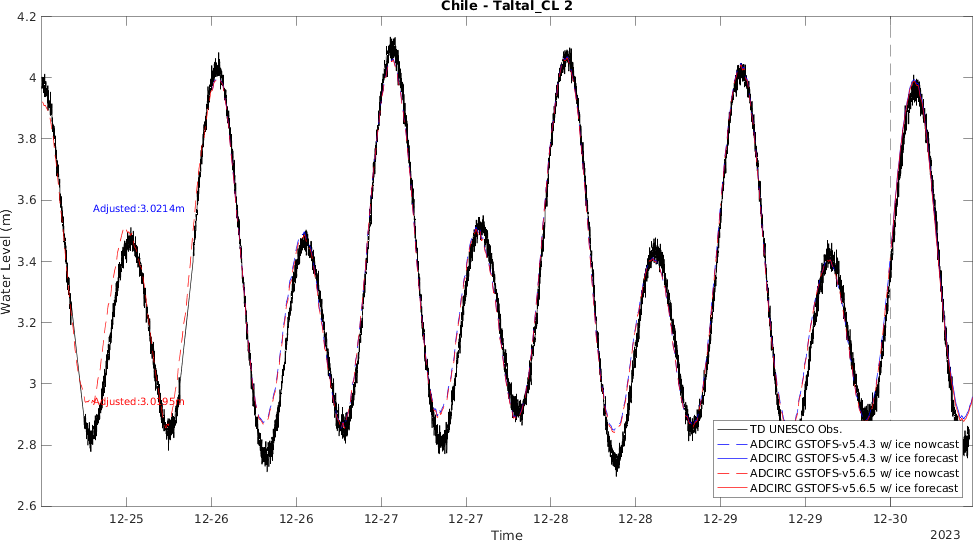 Chile - Taltal_CL 2
Water Level (m)
4.2
4
3.8
3.6
3.4
3.2
3
2.8
2.6
Adjusted:3.0214m
TD UNESCO Obs.
ADCIRC GSTOFS-v5.4.3 w/ ice nowcast
ADCIRC GSTOFS-v5.4.3 w/ ice forecast
ADCIRC GSTOFS-v5.6.5 w/ ice nowcast
ADCIRC GSTOFS-v5.6.5 w/ ice forecast
12-25 12-26 12-26 12-27 12-27 12-28 12-28 12-29 12-29 12-30
Time
2023